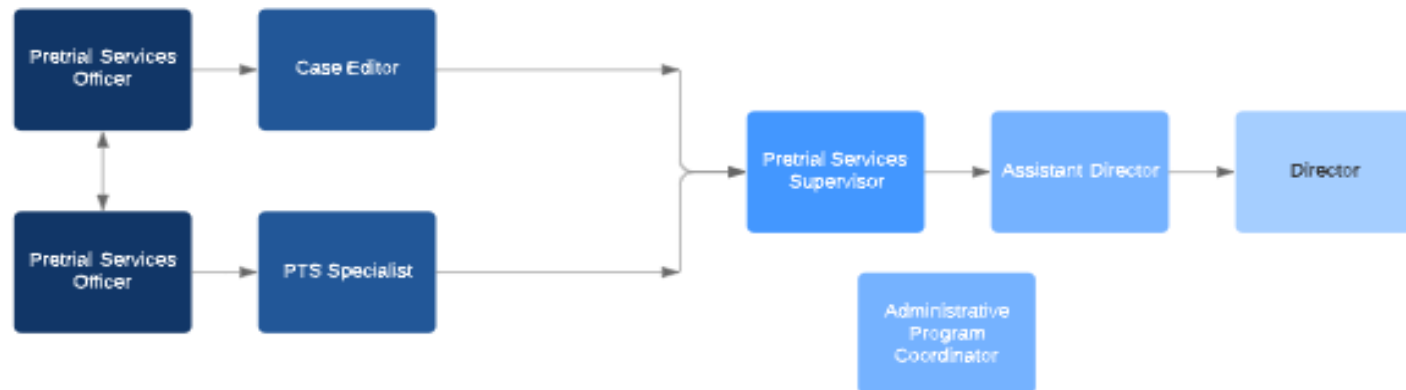 Pretrial Services
Officer
Case Editor
Pretrial Services
Supervisor
Assistant Director
Director
Pretrial Services
Officer
PTS Specialist
Administrative
Program
Coordinator